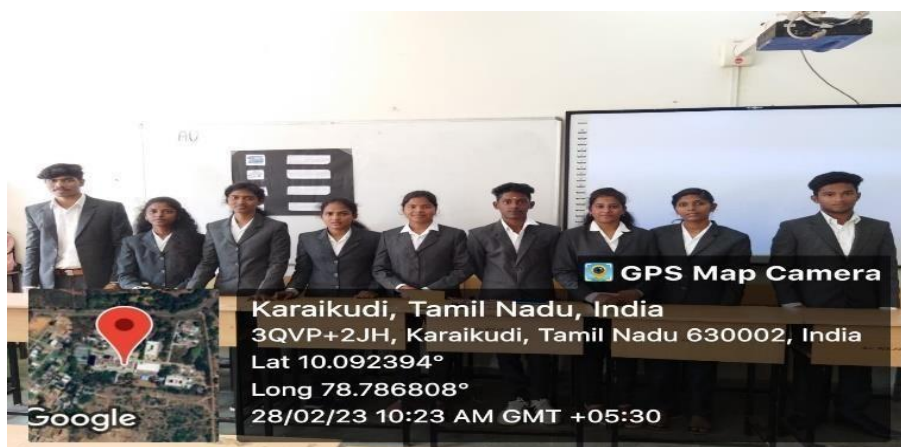 AU
GPS Map Camera
Karaikudi, Tamil Nadu, India
3QVP+2JH, Karaikudi, Tamil Nadu 630002, India
Lat 10.092394°
Long 78.786808°
28/02/23 10:23 AM GMT +05:30
Google